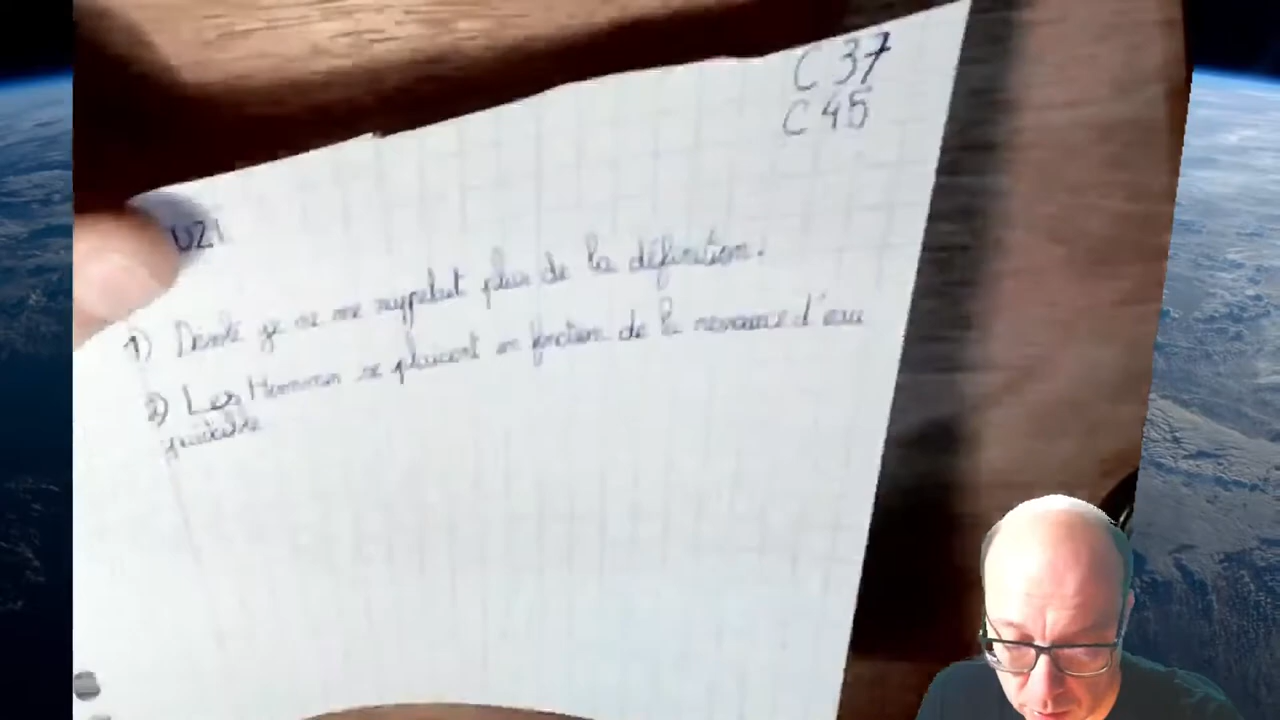 C 37
C 45
UZI
1) Désolé je ne me rappelait plus de la définition.
2) Les Hommes se placent en fonction de la d'eau